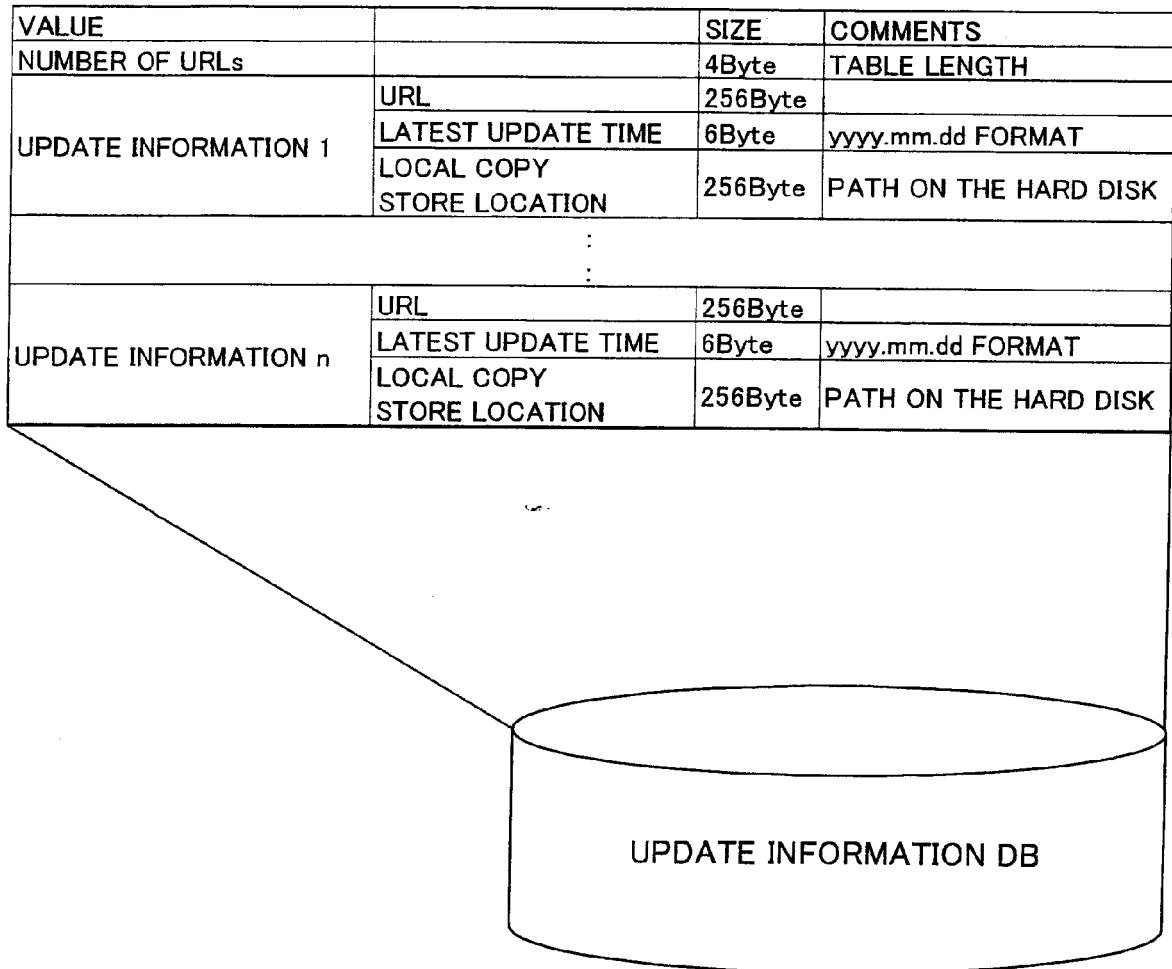 VALUE SIZE COMMENTS
NUMBER OF URLs 4Byte TABLE LENGTH
UPDATE INFORMATION 1
URL 256Byte
LATEST UPDATE TIME 6Byte yyyy.mm.dd FORMAT
LOCAL COPY
STORE LOCATION 256Byte PATH ON THE HARD DISK
:
:
UPDATE INFORMATION n
URL 256Byte
LATEST UPDATE TIME 6Byte yyyy.mm.dd FORMAT
LOCAL COPY
STORE LOCATION 256Byte PATH ON THE HARD DISK
UPDATE INFORMATION DB